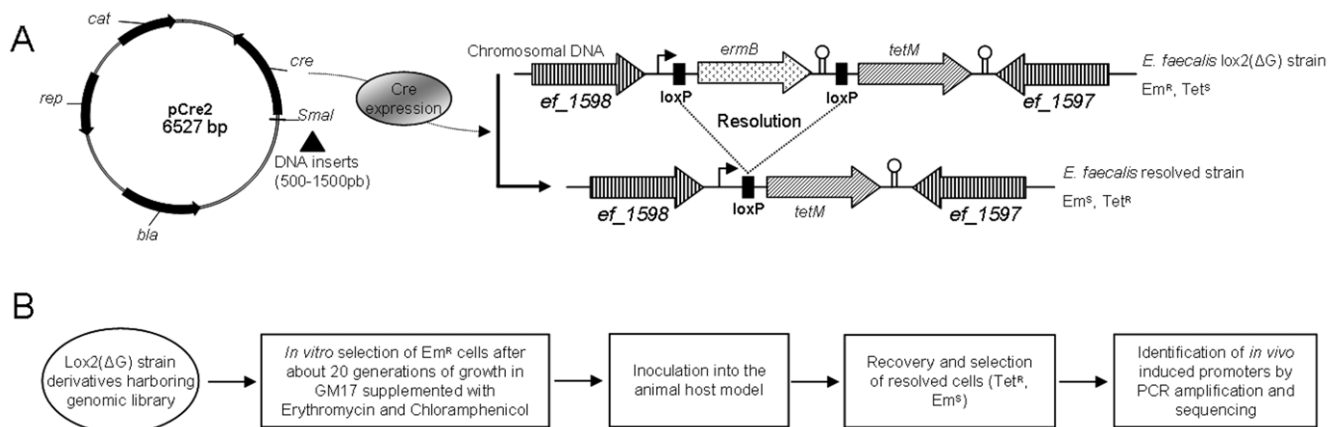 A
cat
cre
rep
pCre2
6527 bp
SmaI
DNA inserts
(500-1500pb)
bla
Cre
expression
Chromosomal DNA
ermB
tetM
loxP
loxP
ef_1598
ef_1597
E. faecalis lox2(ΔG) strain
Emᴿ, Tetˢ
Resolution
ef_1598
loxP
tetM
ef_1597
E. faecalis resolved strain
Emˢ, Tetᴿ
B
Lox2(ΔG) strain
derivatives harboring
genomic library
In vitro selection of Emᴿ cells after
about 20 generations of growth in
GM17 supplemented with
Erythromycin and Chloramphenicol
Inoculation into the
animal host model
Recovery and selection
of resolved cells (Tetᴿ,
Emˢ)
Identification of in vivo
induced promoters by
PCR amplification and
sequencing